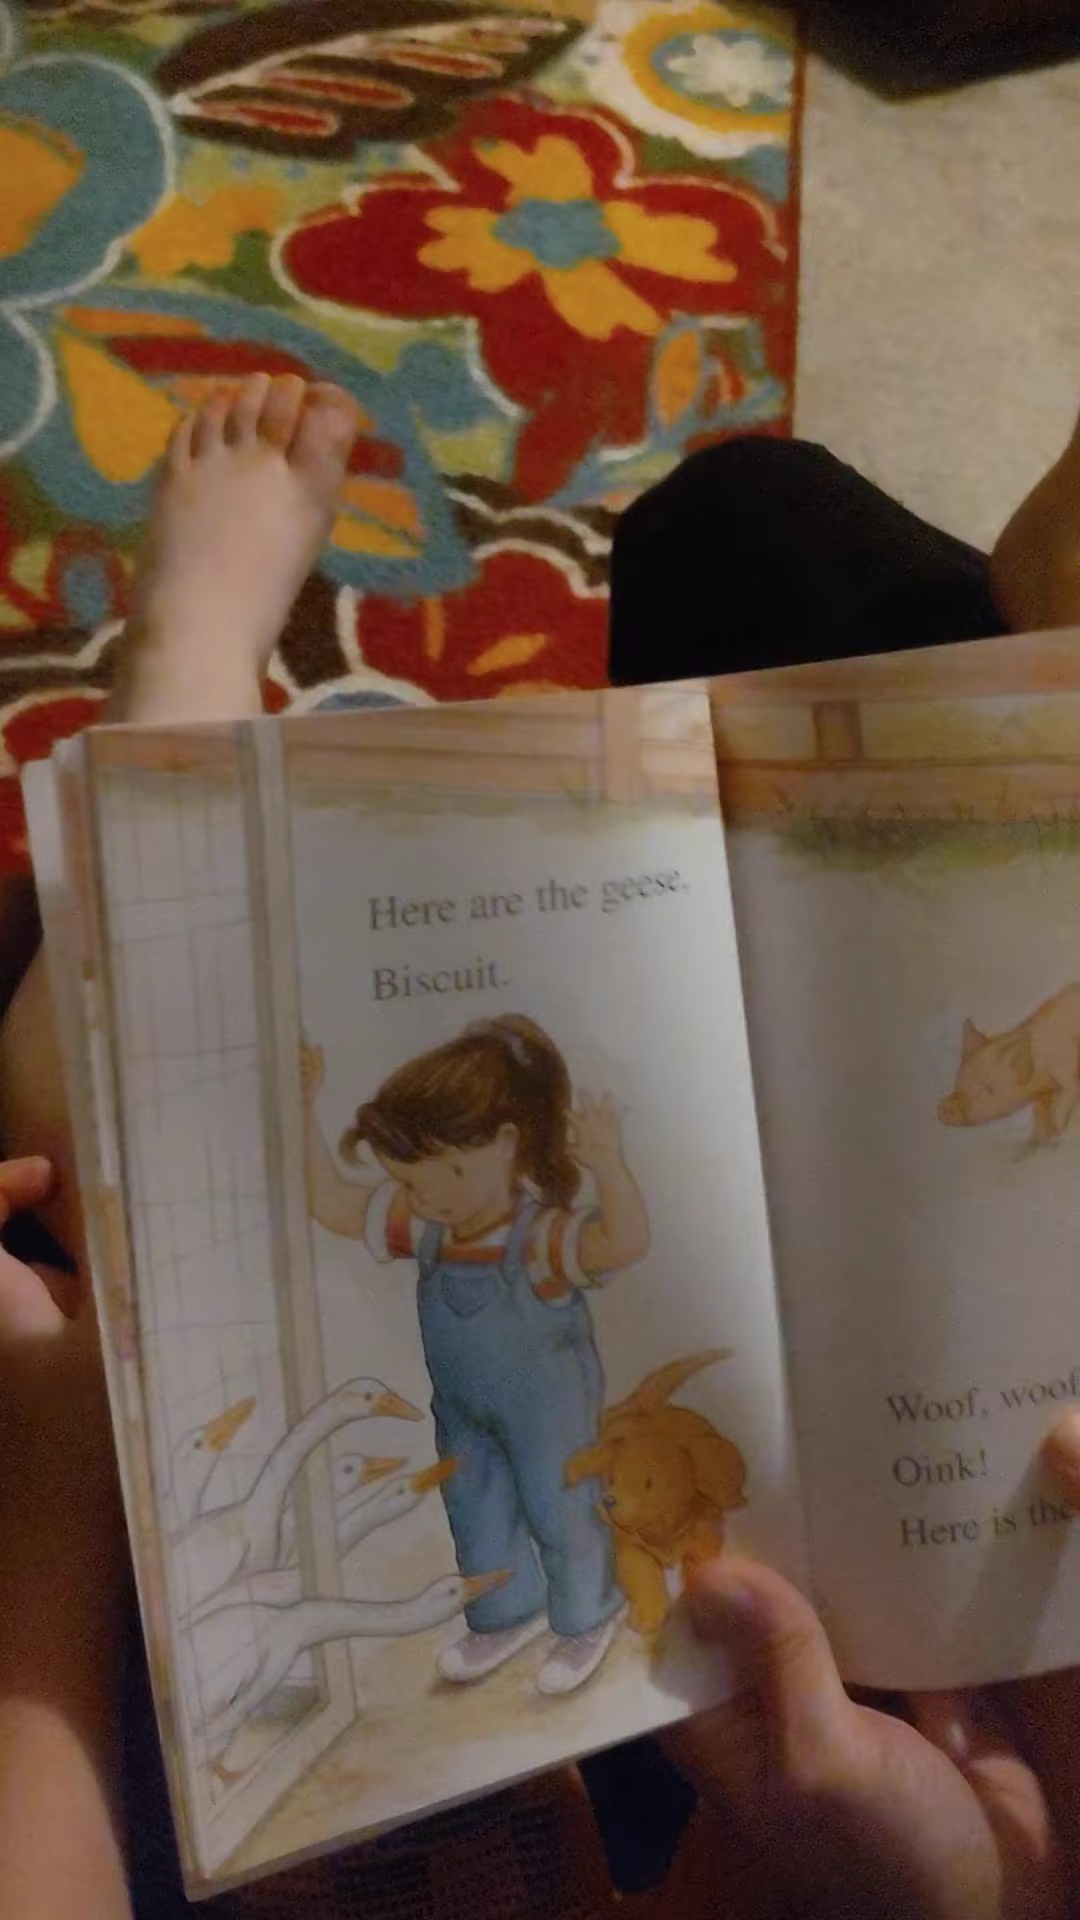 Here are the geese,
Biscuit.
Woof, woof
Oink!
Here is the